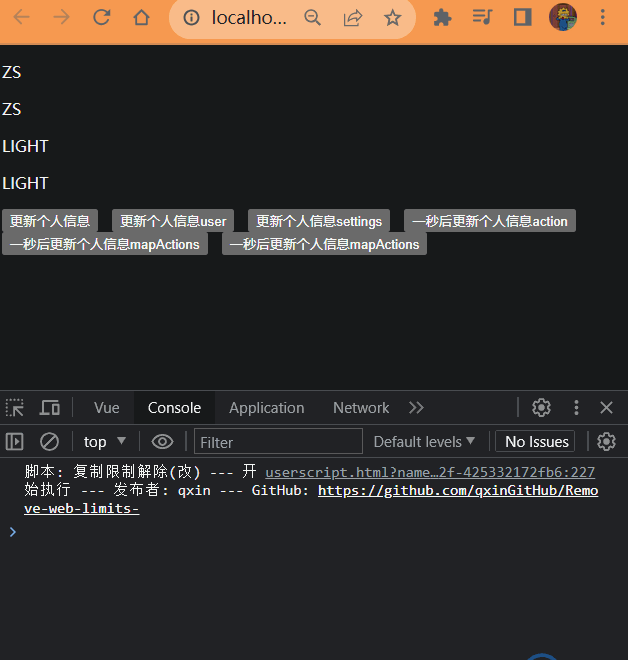 localho...
ZS
ZS
LIGHT
LIGHT
更新个人信息 更新个人信息user 更新个人信息settings 一秒后更新个人信息action
一秒后更新个人信息mapActions 一秒后更新个人信息mapActions
Vue Console Application Network
top Filter Default levels No Issues
脚本: 复制限制解除(改) --- 开 userscript.html?name…2f-425332172fb6:227
始执行 --- 发布者: qxin --- GitHub: https://github.com/qxinGitHub/Remo
ve-web-limits-